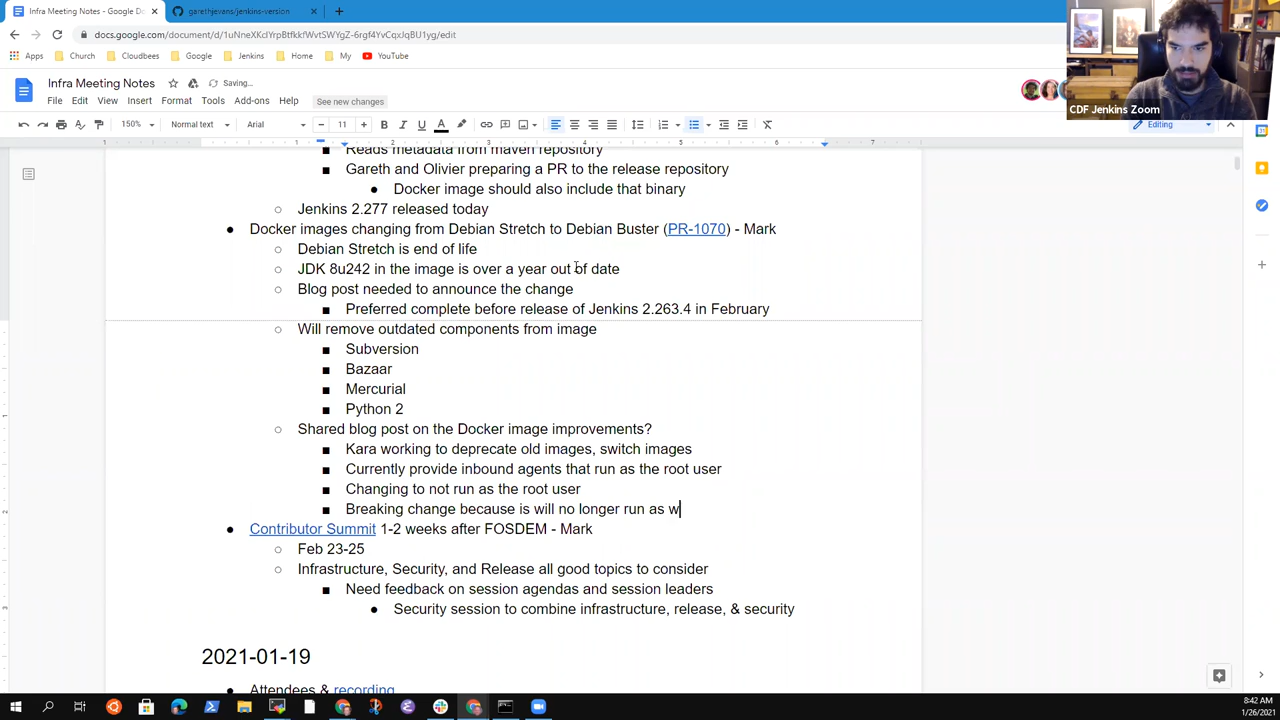 Infra Meeting Notes - Google Do
garethjevans/jenkins-version
Apps
Church
Cloudbees
Google
Jenkins
Home
My
YouTube
Infra Meeting Notes
Saving...
File Edit View Insert Format Tools Add-ons Help
See new changes
150%
Normal text
Arial
11
Editing
CDF Jenkins Zoom
1 1 2 3 4 5 6 7
Reads metadata from maven repository
Gareth and Olivier preparing a PR to the release repository
Docker image should also include that binary
Jenkins 2.277 released today
Docker images changing from Debian Stretch to Debian Buster (PR-1070) - Mark
Debian Stretch is end of life
JDK 8u242 in the image is over a year out of date
Blog post needed to announce the change
Preferred complete before release of Jenkins 2.263.4 in February
Will remove outdated components from image
Subversion
Bazaar
Mercurial
Python 2
Shared blog post on the Docker image improvements?
Kara working to deprecate old images, switch images
Currently provide inbound agents that run as the root user
Changing to not run as the root user
Breaking change because is will no longer run as w
Contributor Summit 1-2 weeks after FOSDEM - Mark
Feb 23-25
Infrastructure, Security, and Release all good topics to consider
Need feedback on session agendas and session leaders
Security session to combine infrastructure, release, & security
2021-01-19
Attendees & recording
8:42 AM
1/26/2021